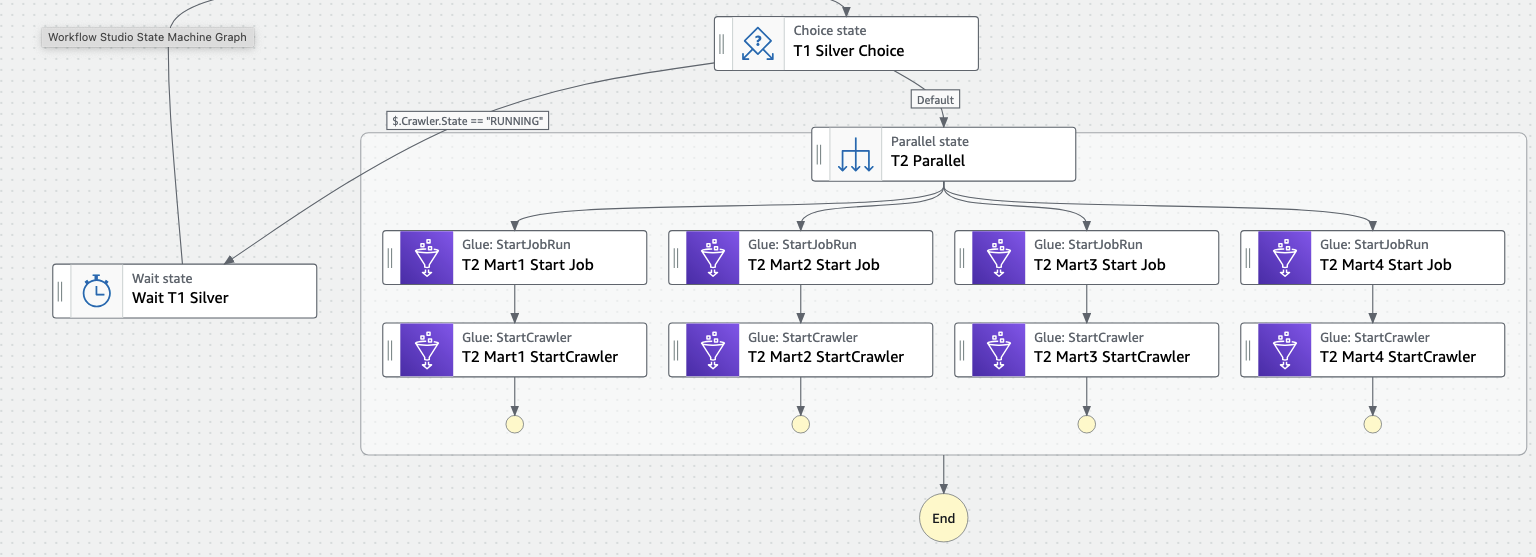 Choice state
T1 Silver Choice
Workflow Studio State Machine Graph
Default
$.Crawler.State == "RUNNING"
Parallel state
T2 Parallel
Glue: StartJobRun
T2 Mart1 Start Job
Glue: StartJobRun
T2 Mart2 Start Job
Glue: StartJobRun
T2 Mart3 Start Job
Glue: StartJobRun
T2 Mart4 Start Job
Wait state
Wait T1 Silver
Glue: StartCrawler
T2 Mart1 StartCrawler
Glue: StartCrawler
T2 Mart2 StartCrawler
Glue: StartCrawler
T2 Mart3 StartCrawler
Glue: StartCrawler
T2 Mart4 StartCrawler
End